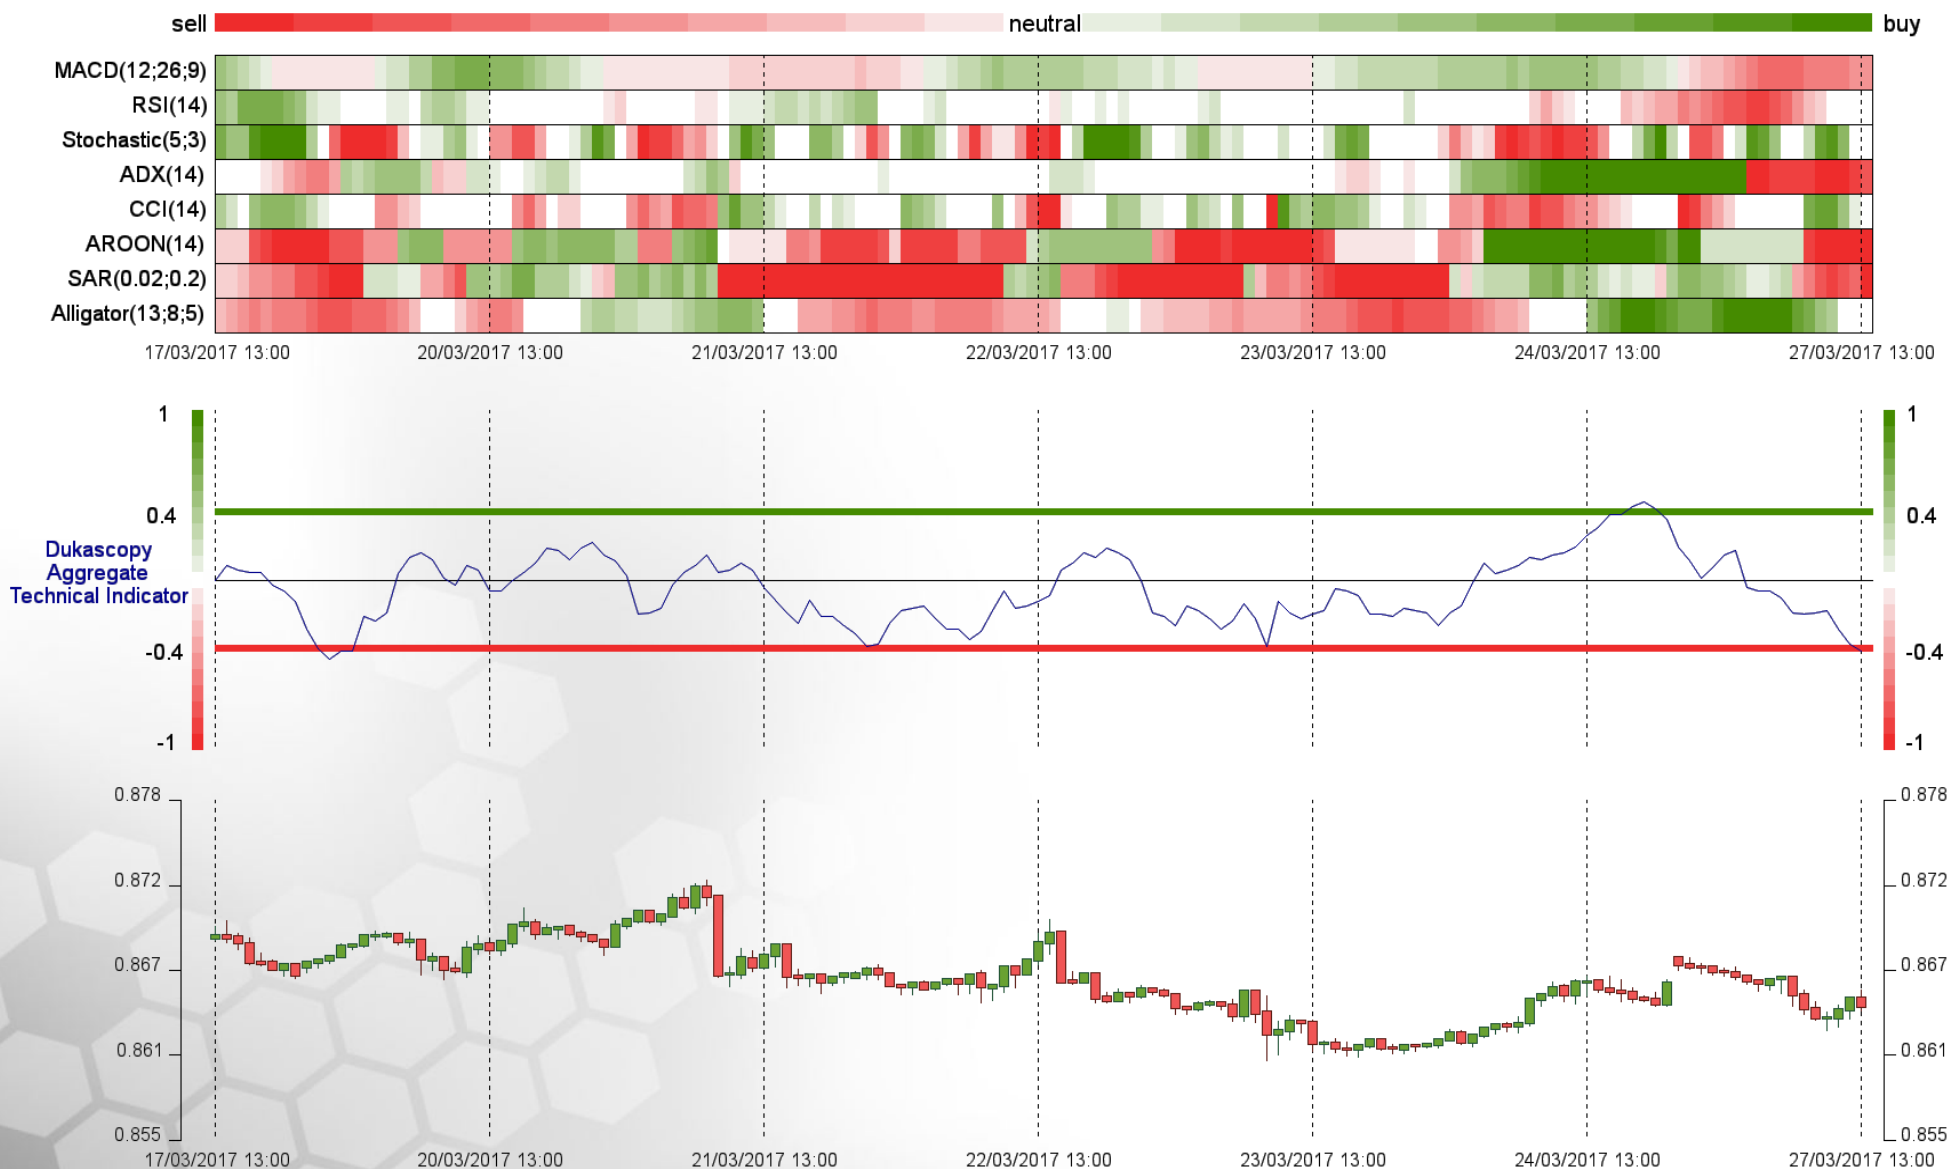 sell neutral buy
MACD(12;26;9)
RSI(14)
Stochastic(5;3)
ADX(14)
CCI(14)
AROON(14)
SAR(0.02;0.2)
Alligator(13;8;5)
17/03/2017 13:00 20/03/2017 13:00 21/03/2017 13:00 22/03/2017 13:00 23/03/2017 13:00 24/03/2017 13:00 27/03/2017 13:00
1 1
0.4 0.4
Dukascopy
Aggregate
Technical Indicator
-0.4 -0.4
-1 -1
0.878 0.878
0.872 0.872
0.867 0.867
0.861 0.861
0.855 0.855
17/03/2017 13:00 20/03/2017 13:00 21/03/2017 13:00 22/03/2017 13:00 23/03/2017 13:00 24/03/2017 13:00 27/03/2017 13:00